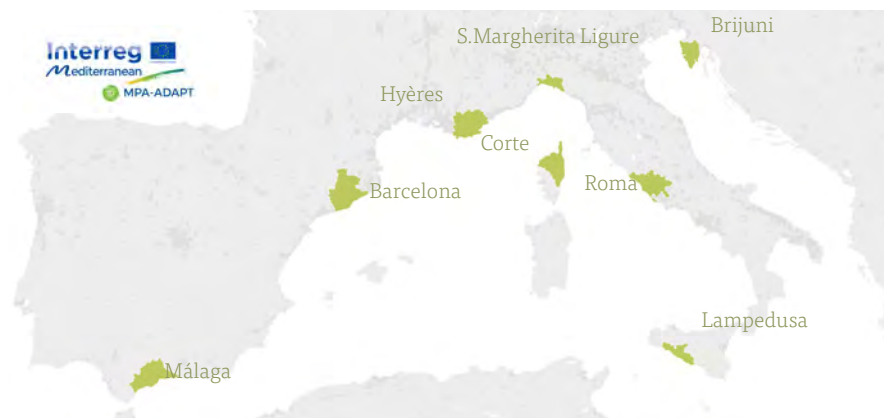 Interreg
Mediterranean
MPA-ADAPT
Brijuni
S.Margherita Ligure
Hyères
Corte
Barcelona
Roma
Lampedusa
Málaga